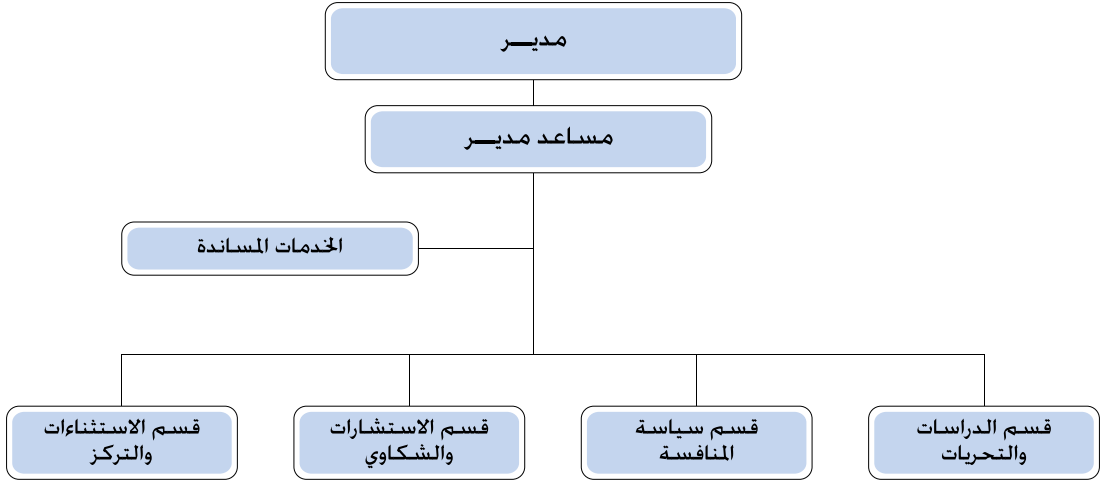 مديــر
مساعد مديــر
الخدمات المساندة
قسم الدراسات
والتحريات
قسم سياسة
المنافسة
قسم الاستشارات
والشكاوي
قسم الاستثناءات
والتركز